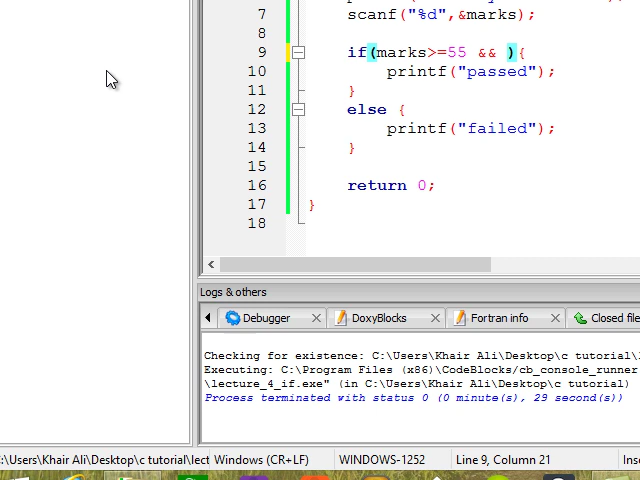 7 scanf("%d",&marks);
8
9 if(marks>=55 && ){
10 printf("passed");
11 }
12 else {
13 printf("failed");
14 }
15
16 return 0;
17 }
18
Logs & others
Debugger DoxyBlocks Fortran info Closed file
Checking for existence: C:\Users\Khair Ali\Desktop\c tutorial\
Executing: C:\Program Files (x86)\CodeBlocks/cb_console_runner
\lecture_4_if.exe" (in C:\Users\Khair Ali\Desktop\c tutorial)
Process terminated with status 0 (0 minute(s), 29 second(s))
:\Users\Khair Ali\Desktop\c tutorial\lect Windows (CR+LF) WINDOWS-1252 Line 9, Column 21 Inse